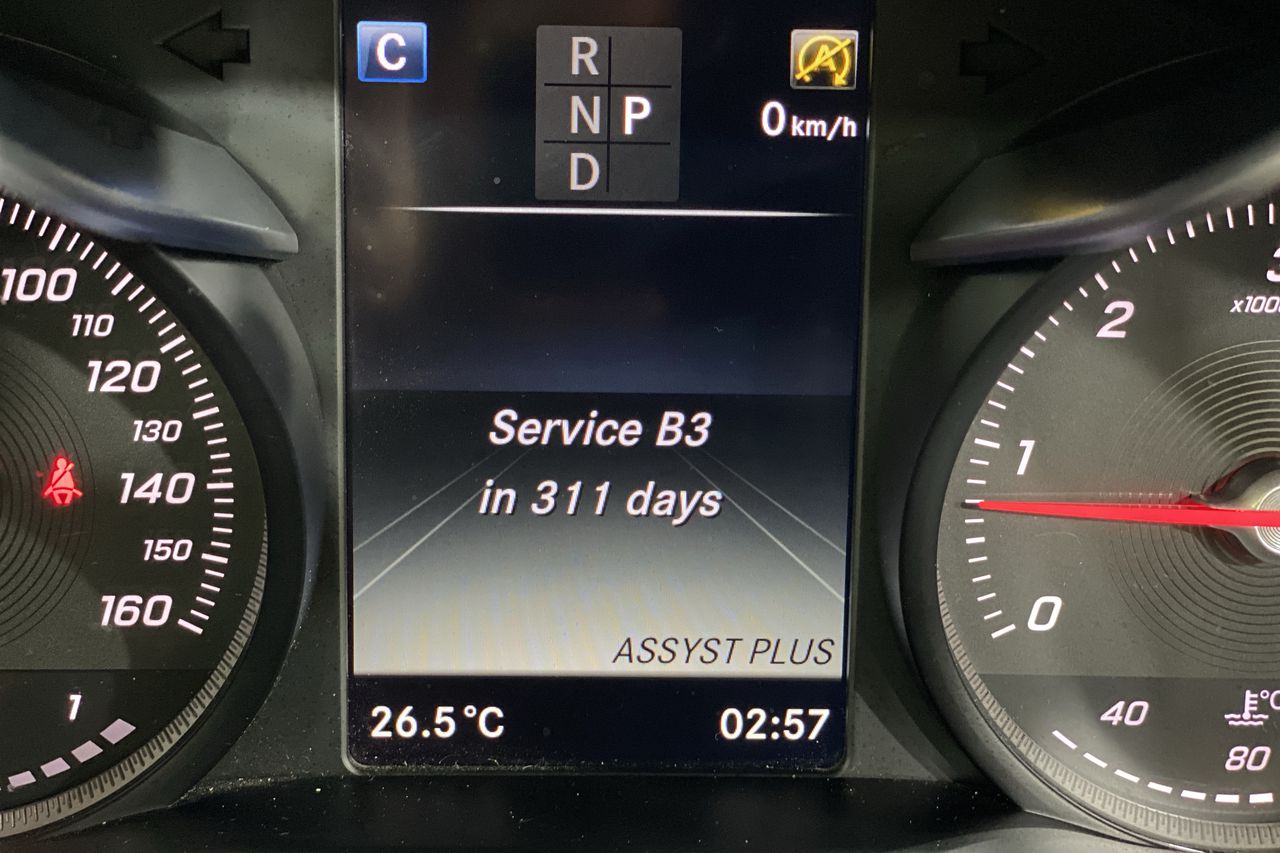 C
R
N P
D
A
0 km/h
100
110
120
130
140
150
160
1
Service B3
in 311 days
ASSYST PLUS
26.5°C
02:57
2
1
0
40
80
°C